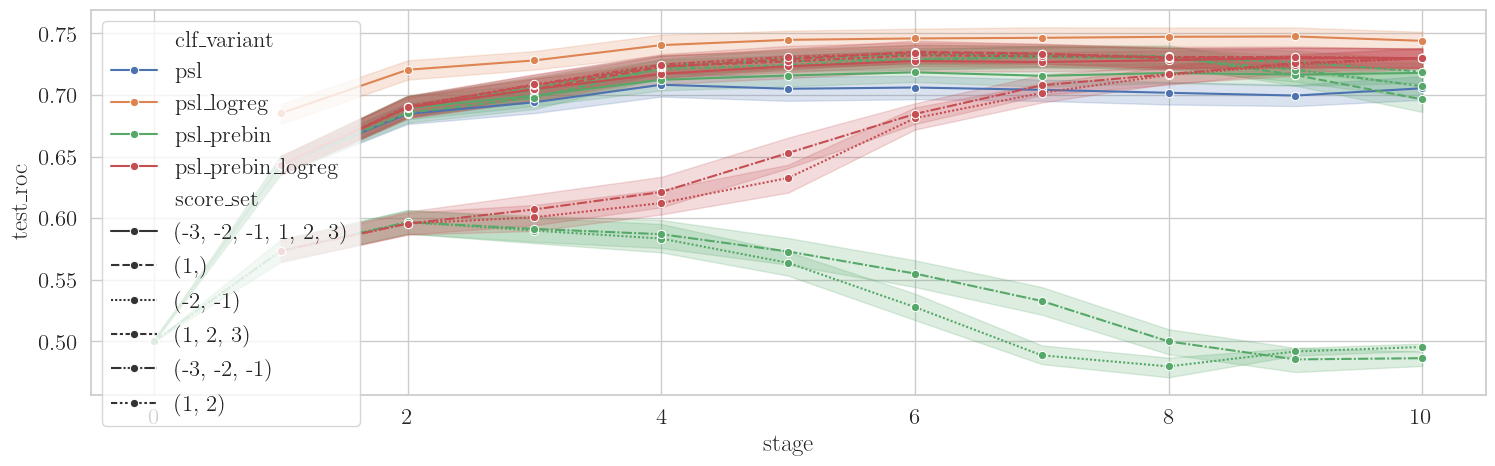 clf_variant
psl
psl_logreg
psl_prebin
psl_prebin_logreg
score_set
(-3, -2, -1, 1, 2, 3)
(1,)
(-2, -1)
(1, 2, 3)
(-3, -2, -1)
(1, 2)
0.75
0.70
0.65
0.60
0.55
0.50
test_roc
0 2 4 6 8 10
stage